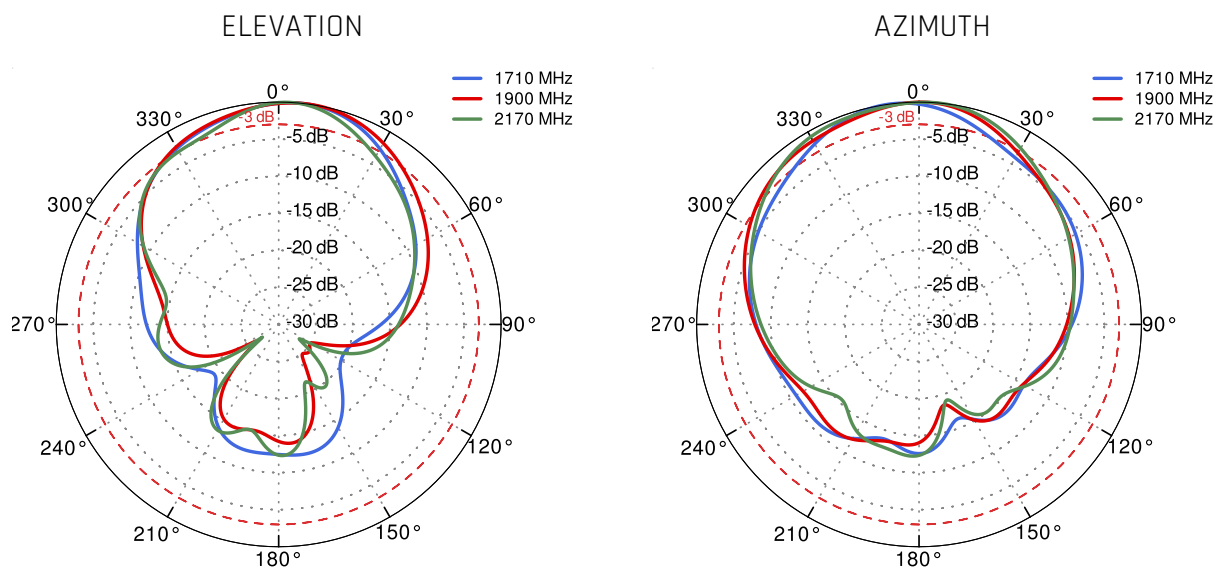 ELEVATION
1710 MHz
1900 MHz
2170 MHz
0°
30°
60°
90°
120°
150°
180°
210°
240°
270°
300°
330°
-3 dB
-5 dB
-10 dB
-15 dB
-20 dB
-25 dB
-30 dB
AZIMUTH
1710 MHz
1900 MHz
2170 MHz
0°
30°
60°
90°
120°
150°
180°
210°
240°
270°
300°
330°
-3 dB
-5 dB
-10 dB
-15 dB
-20 dB
-25 dB
-30 dB